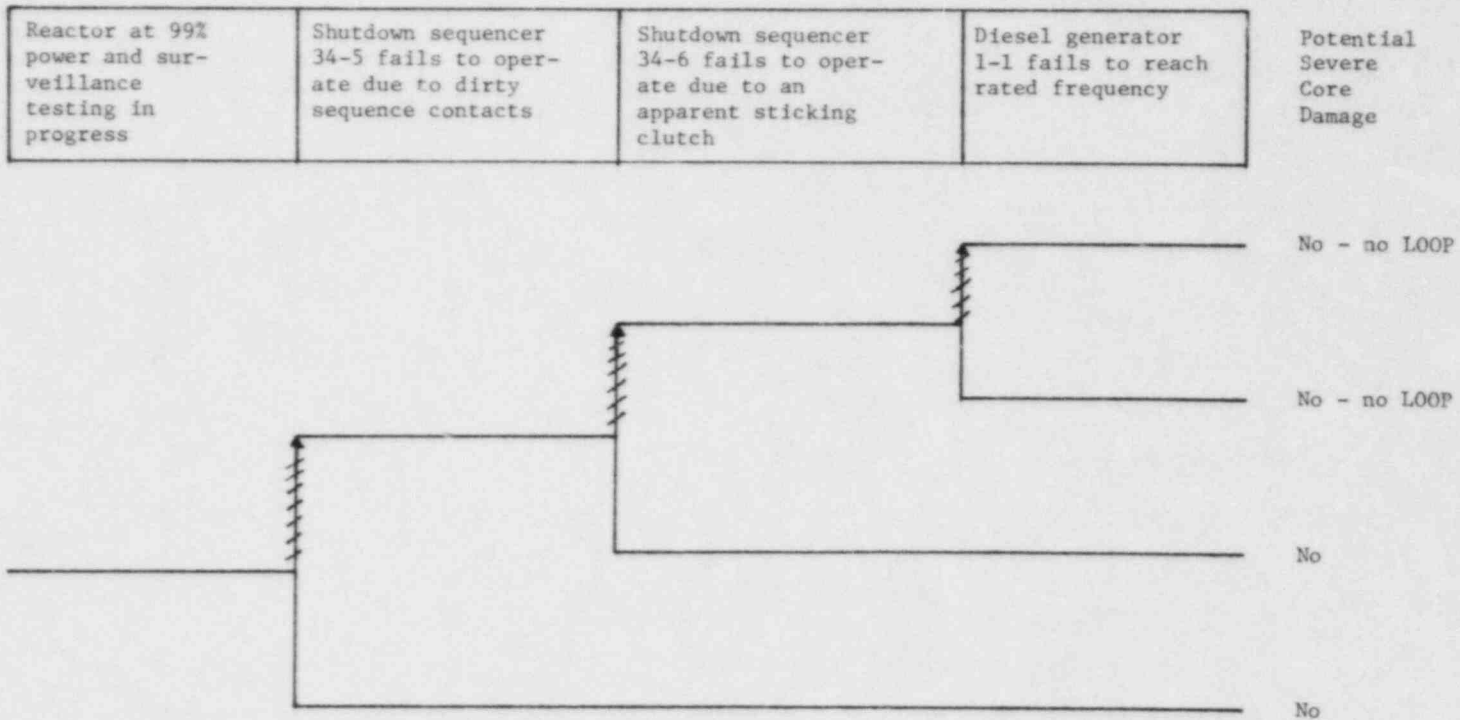 Reactor at 99%
power and sur-
veillance
testing in
progress
Shutdown sequencer
34-5 fails to oper-
ate due to dirty
sequence contacts
Shutdown sequencer
34-6 fails to oper-
ate due to an
apparent sticking
clutch
Diesel generator
1-1 fails to reach
rated frequency
Potential
Severe
Core
Damage
No - no LOOP
No - no LOOP
No
No